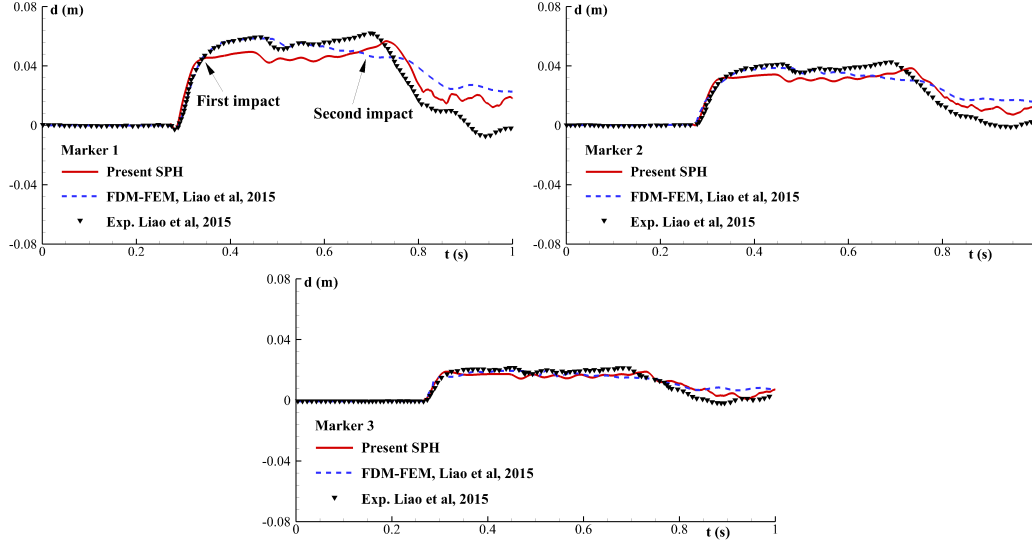 d (m)
0.08
0.04
0
-0.04
-0.08
First impact
Second impact
Marker 1
Present SPH
FDM-FEM, Liao et al, 2015
Exp. Liao et al, 2015
0 0.2 0.4 0.6 0.8 1
t (s)
d (m)
0.08
0.04
0
-0.04
-0.08
Marker 2
Present SPH
FDM-FEM, Liao et al, 2015
Exp. Liao et al, 2015
0 0.2 0.4 0.6 0.8
t (s)
d (m)
0.08
0.04
0
-0.04
-0.08
Marker 3
Present SPH
FDM-FEM, Liao et al, 2015
Exp. Liao et al, 2015
0 0.2 0.4 0.6 0.8 1
t (s)